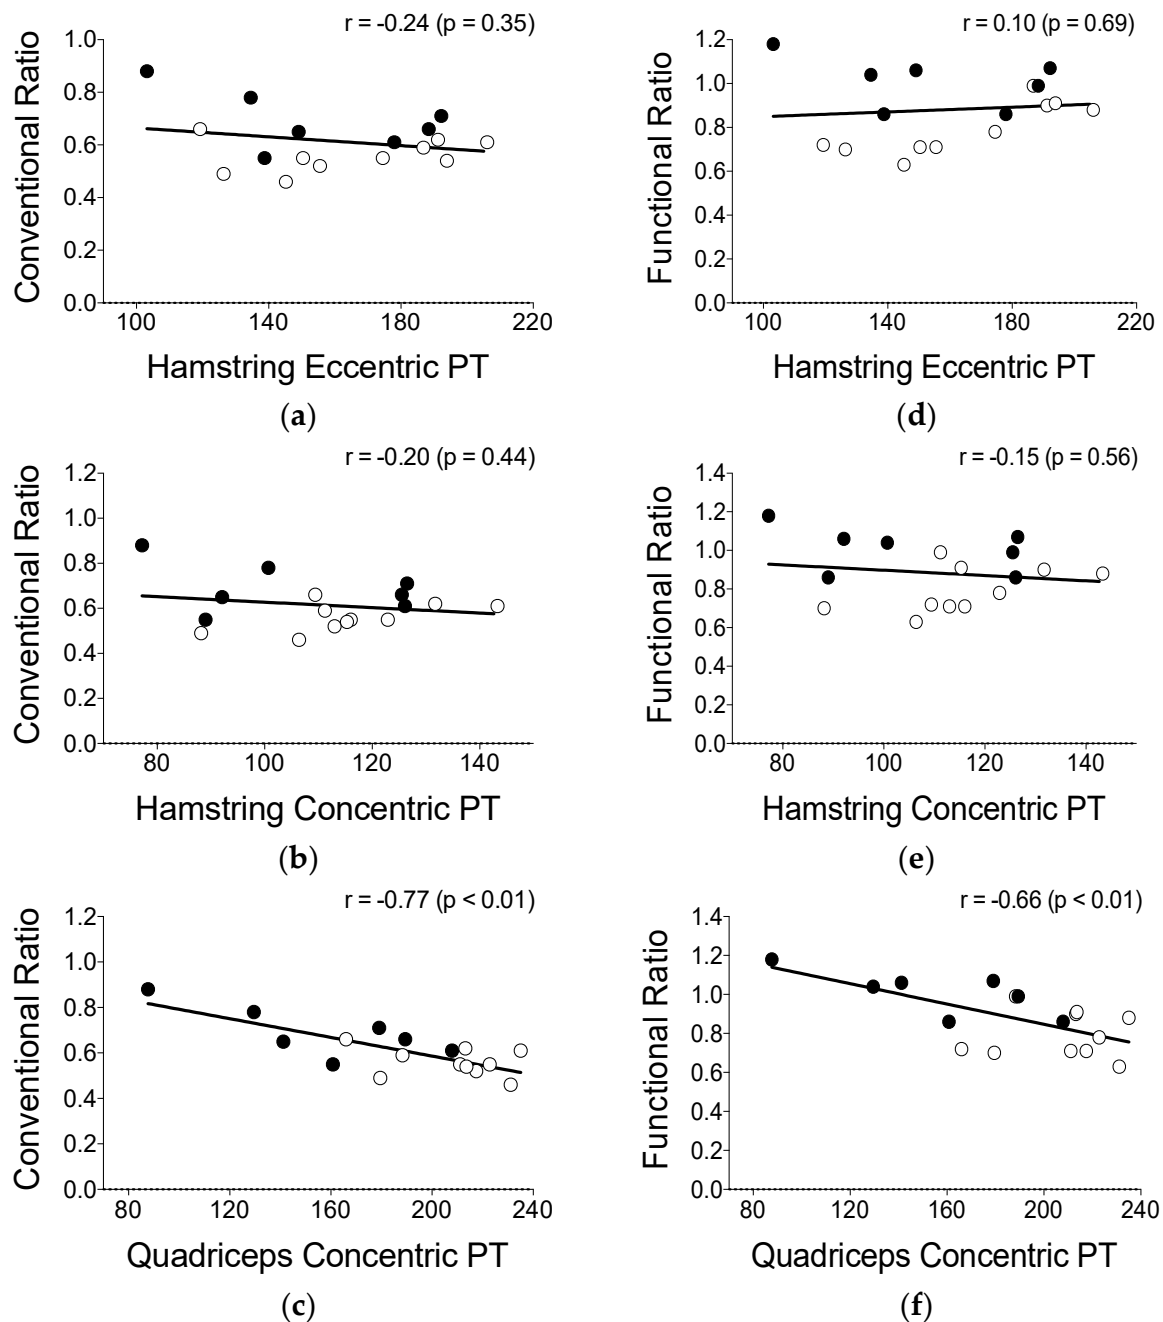 r = -0.24 (p = 0.35)
Conventional Ratio
1.0
0.8
0.6
0.4
0.2
0.0
100 140 180 220
Hamstring Eccentric PT
(a)
r = 0.10 (p = 0.69)
Functional Ratio
1.2
1.0
0.8
0.6
0.4
0.2
0.0
100 140 180 220
Hamstring Eccentric PT
(d)
r = -0.20 (p = 0.44)
Conventional Ratio
1.2
1.0
0.8
0.6
0.4
0.2
0.0
80 100 120 140
Hamstring Concentric PT
(b)
r = -0.15 (p = 0.56)
Functional Ratio
1.4
1.2
1.0
0.8
0.6
0.4
0.2
0.0
80 100 120 140
Hamstring Concentric PT
(e)
r = -0.77 (p < 0.01)
Conventional Ratio
1.2
1.0
0.8
0.6
0.4
0.2
0.0
80 120 160 200 240
Quadriceps Concentric PT
(c)
r = -0.66 (p < 0.01)
Functional Ratio
1.4
1.2
1.0
0.8
0.6
0.4
0.2
0.0
80 120 160 200 240
Quadriceps Concentric PT
(f)